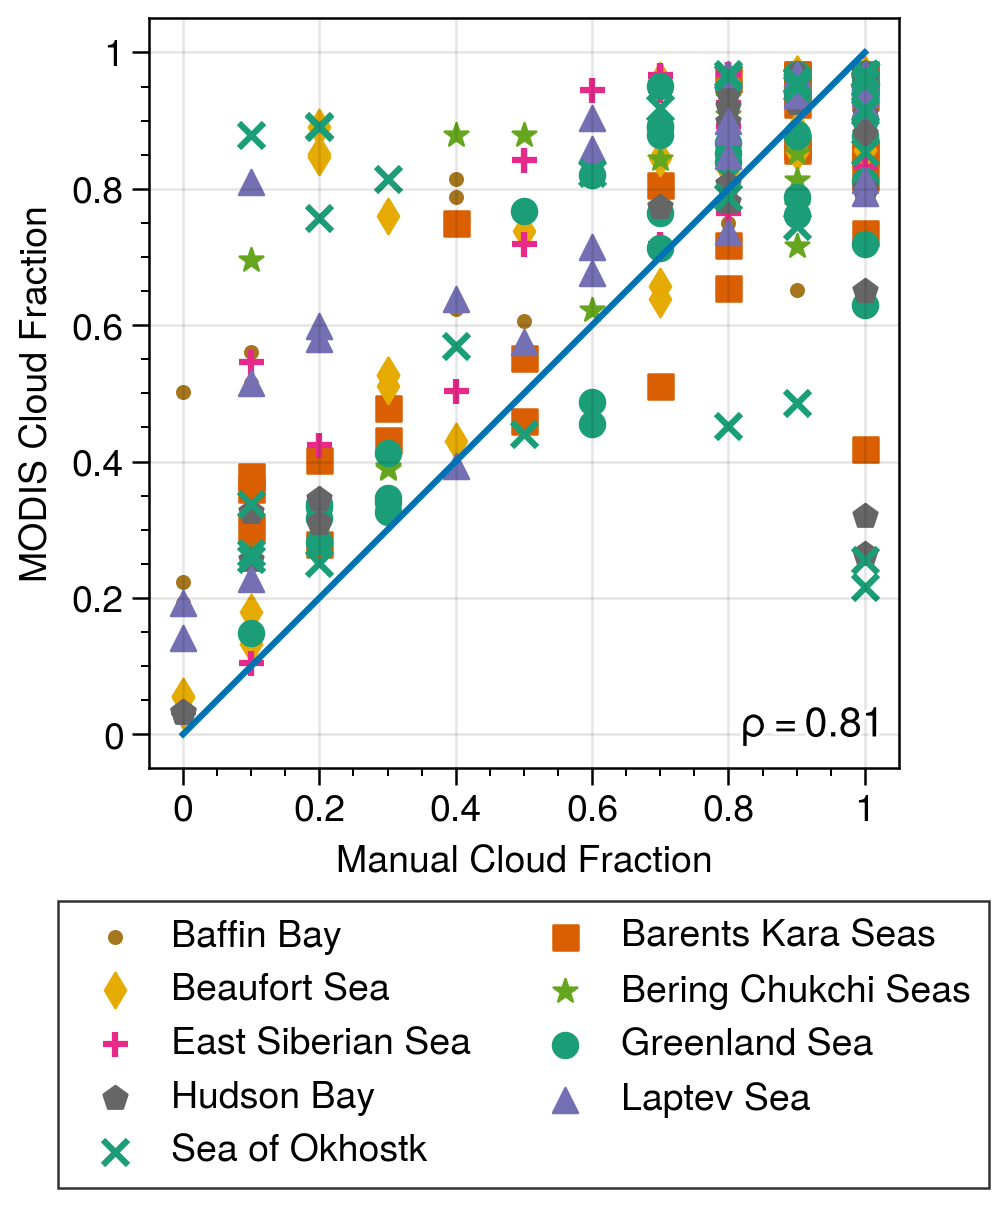 1
0.8
0.6
0.4
0.2
0
MODIS Cloud Fraction
ρ = 0.81
0 0.2 0.4 0.6 0.8 1
Manual Cloud Fraction
Baffin Bay
Beaufort Sea
East Siberian Sea
Hudson Bay
Sea of Okhostk
Barents Kara Seas
Bering Chukchi Seas
Greenland Sea
Laptev Sea